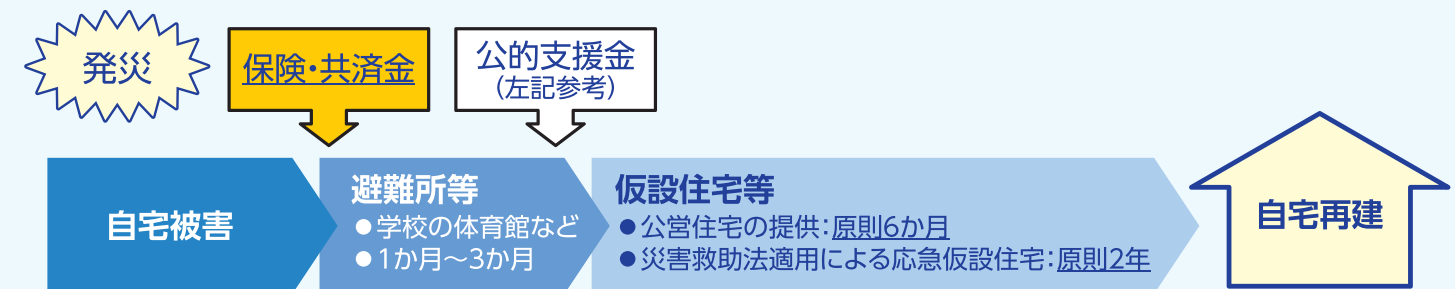 発災
保険・共済金
公的支援金
（左記参考）
自宅被害
避難所等
●学校の体育館など
●1か月～3か月
仮設住宅等
●公営住宅の提供：原則6か月
●災害救助法適用による応急仮設住宅：原則2年
自宅再建